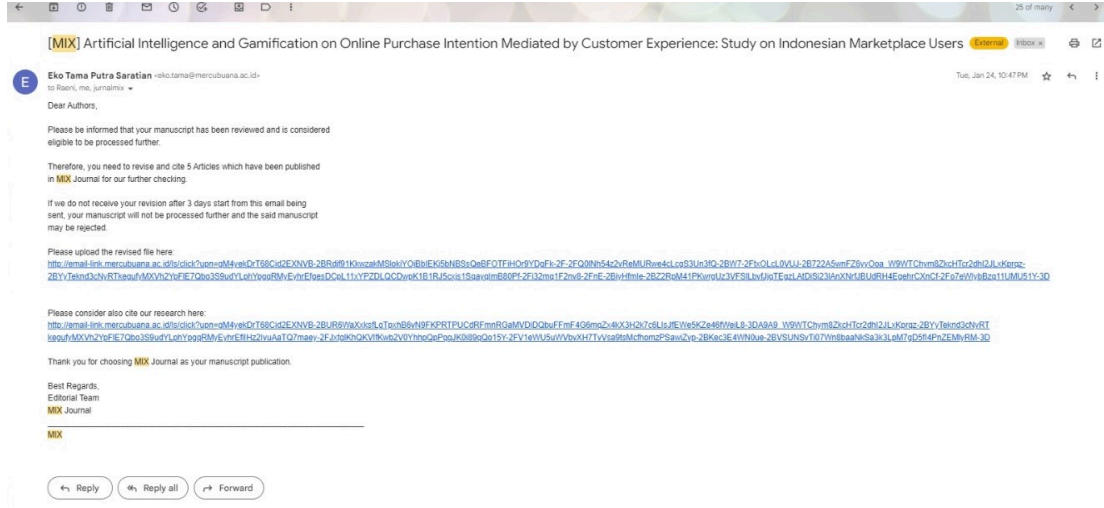 25 of many
[MIX] Artificial Intelligence and Gamification on Online Purchase Intention Mediated by Customer Experience: Study on Indonesian Marketplace Users External Inbox x
E
Eko Tama Putra Saratian <eko.tama@mercubuana.ac.id>
Tue, Jan 24, 10:47 PM
to Raeni, me, jurnalmix
Dear Authors,
Please be informed that your manuscript has been reviewed and is considered
eligible to be processed further.
Therefore, you need to revise and cite 5 Articles which have been published
in MIX Journal for our further checking.
If we do not receive your revision after 3 days start from this email being
sent, your manuscript will not be processed further and the said manuscript
may be rejected.
Please upload the revised file here:
Please consider also cite our research here:
Thank you for choosing MIX Journal as your manuscript publication.
Best Regards,
Editorial Team
MIX Journal
MIX
Reply
Reply all
Forward